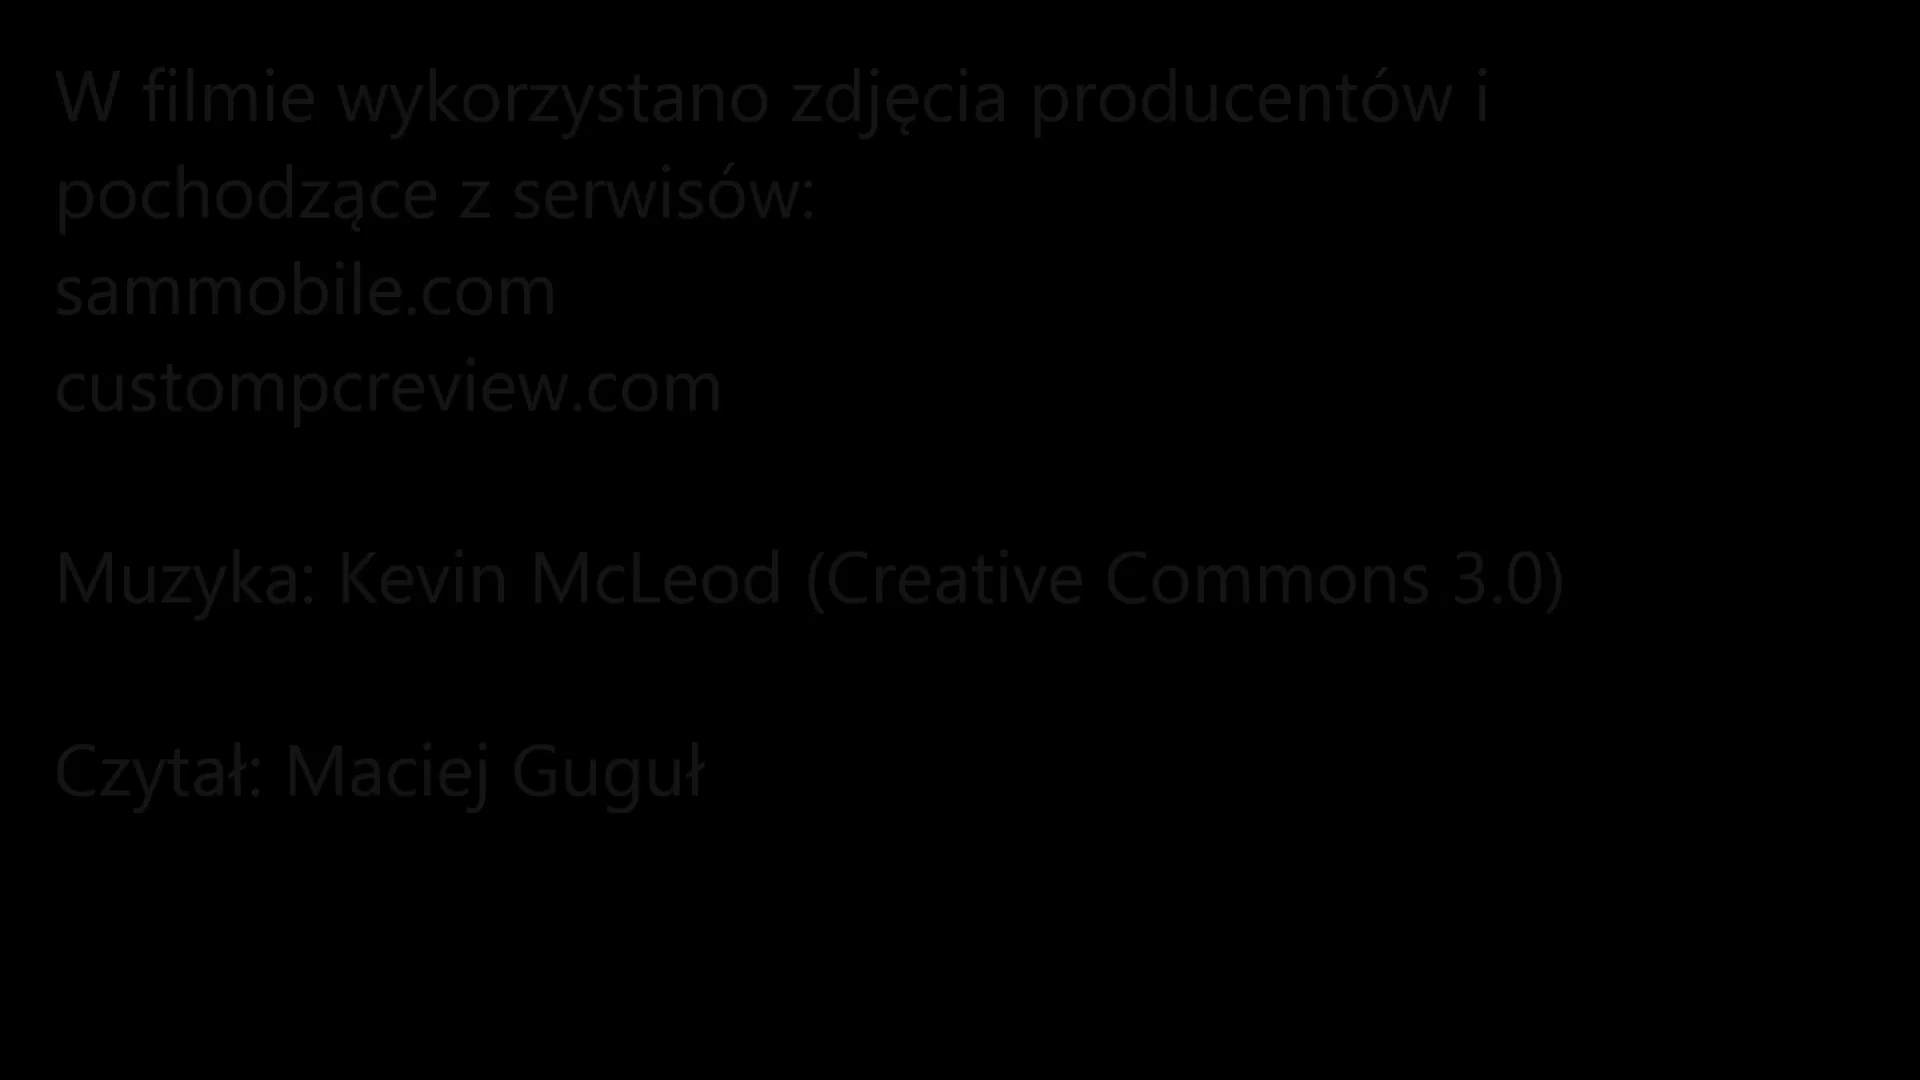 W filmie wykorzystano zdjęcia producentów i
pochodzące z serwisów:
sammobile.com
custompcreview.com
Muzyka: Kevin McLeod (Creative Commons 3.0)
Czytał: Maciej Guguł